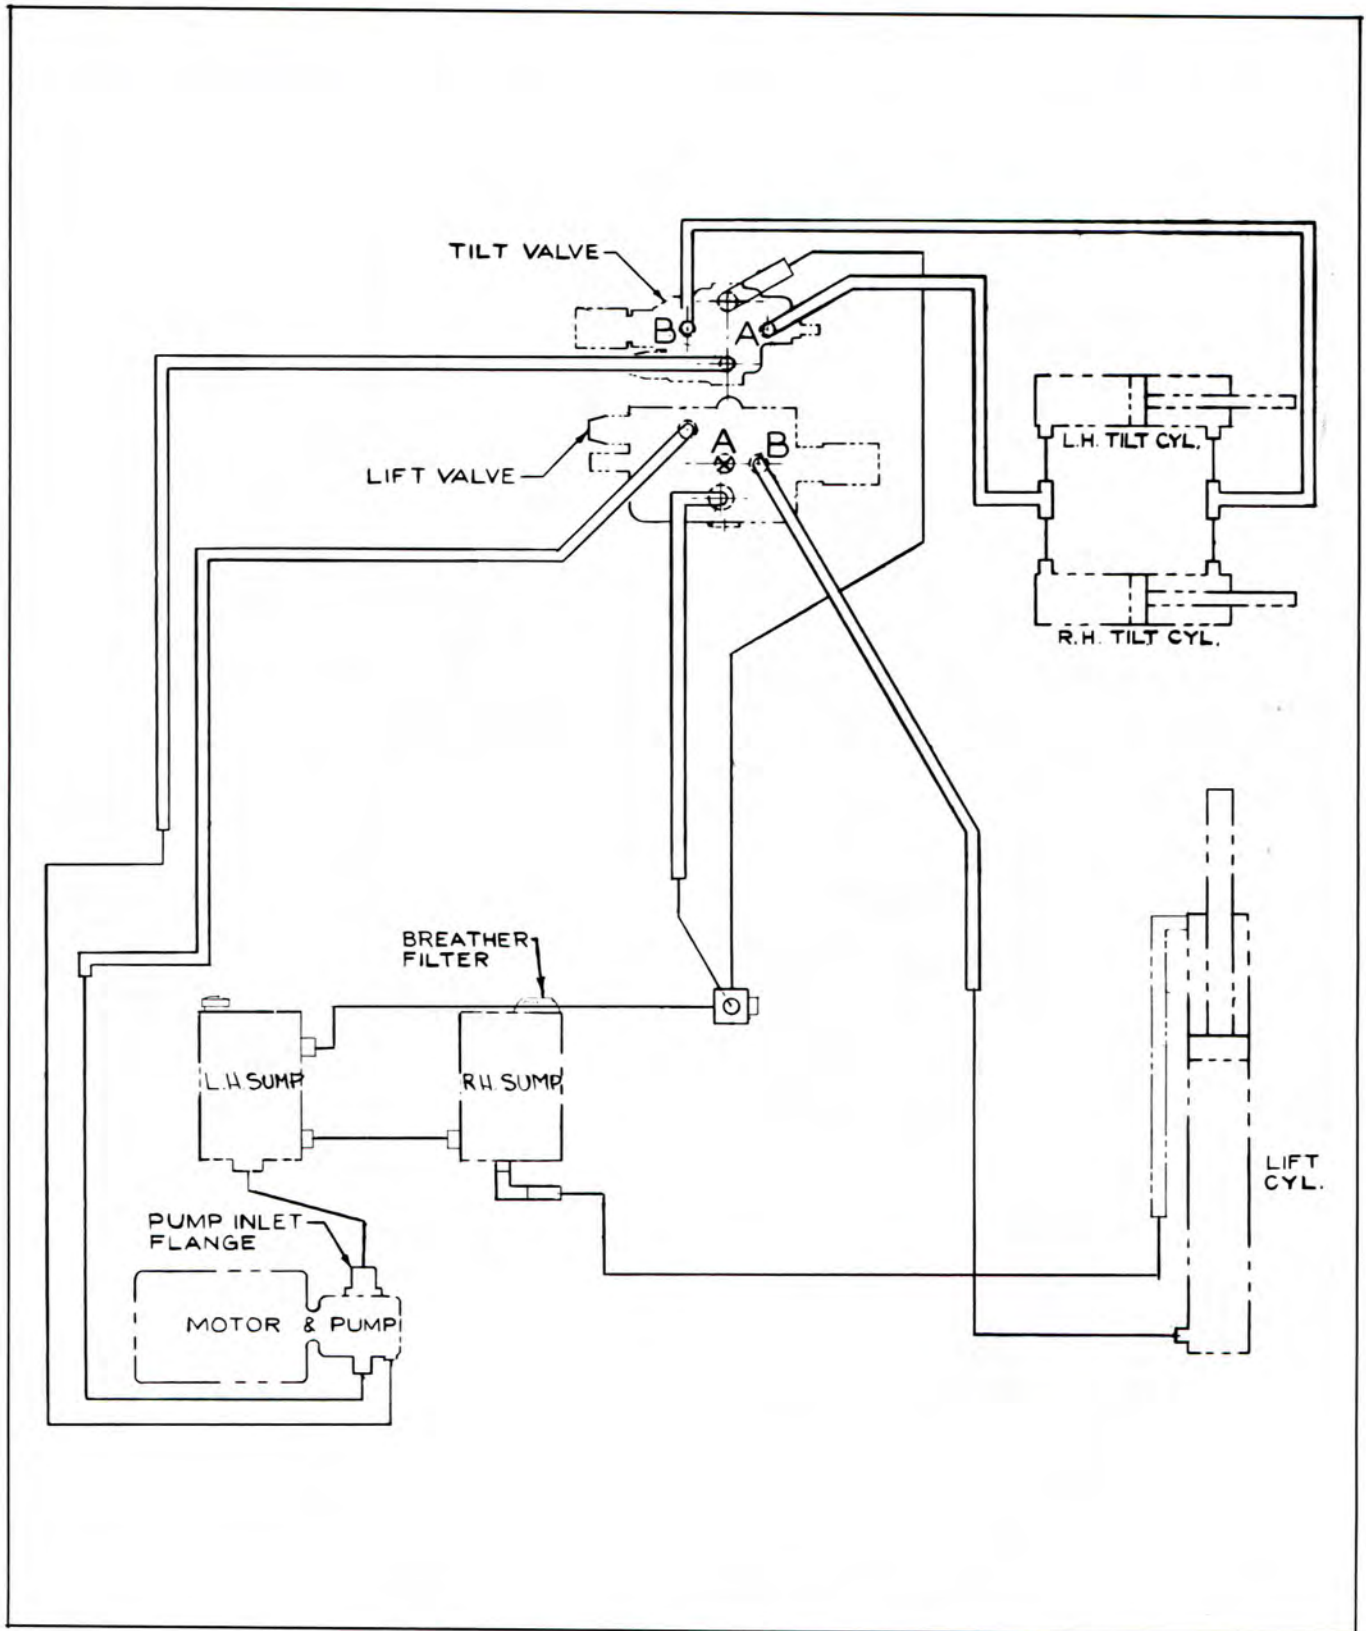 TILT VALVE
B
A
A
B
LIFT VALVE
L.H. TILT CYL.
R.H. TILT CYL.
BREATHER
FILTER
L.H. SUMP
R.H. SUMP
LIFT
CYL.
PUMP INLET
FLANGE
MOTOR & PUMP